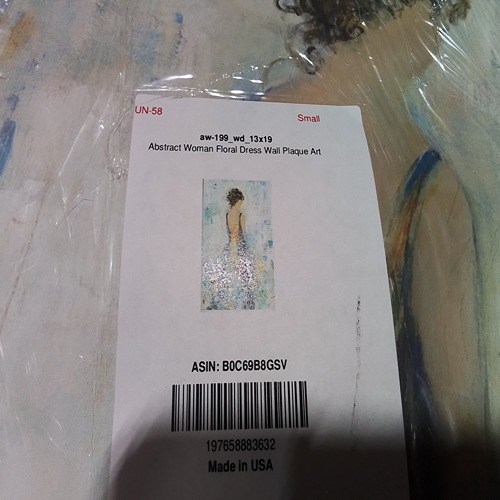 UN-58
Small
aw-199_wd_13x19
Abstract Woman Floral Dress Wall Plaque Art
ASIN: B0C69B8GSV
197658883632
Made in USA